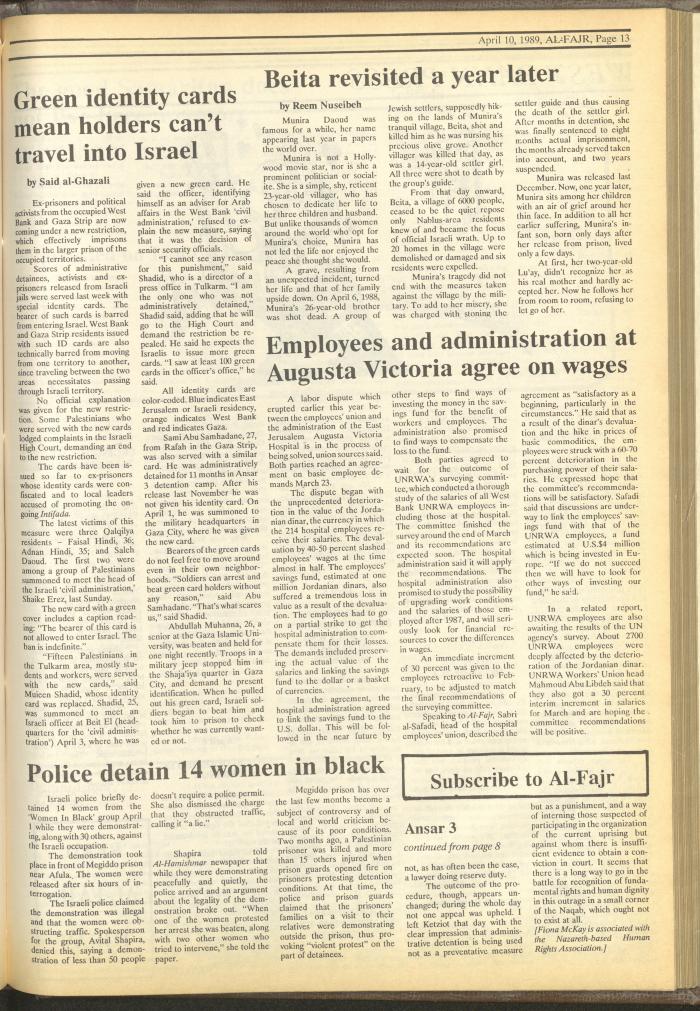 April 10, 1989, AL-FAJR, Page 13
Green identity cards
mean holders can't
travel into Israel
by Said al-Ghazali
Ex-prisoners and political
activists from the occupied West
Bank and Gaza Strip are now
coming under a new restriction,
which effectively imprisons
them in the larger prison of the
occupied territories.
Scores of administrative
detainees, activists and ex-
prisoners released from Israeli
jails were served last week with
special identity cards. The
bearer of such cards is barred
from entering Israel. West Bank
and Gaza Strip residents issued
with such ID cards are also
technically barred from moving
from one territory to another,
since traveling between the two
areas necessitates passing
through Israeli territory.
No official explanation
was given for the new restric-
tion. Some Palestinians who
were served with the new cards
lodged complaints in the Israeli
High Court, demanding an end
to the new restriction.
The cards have been is-
sued so far to ex-prisoners
whose identity cards were con-
fiscated and to local leaders
accused of promoting the on-
going Intifada.
The latest victims of this
measure were three Qalqilya
residents – Faisal Hindi, 36;
Adnan Hindi, 35; and Saleh
Daoud. The first two were
among a group of Palestinians
summoned to meet the head of
the Israeli 'civil administration,'
Shaike Erez, last Sunday.
The new card with a green
cover includes a caption read-
ing: "The bearer of this card is
not allowed to enter Israel. The
ban is indefinite."
"Fifteen Palestinians in
the Tulkarm area, mostly stu-
dents and workers, were served
with the new cards," said
Muieen Shadid, whose identity
card was replaced. Shadid, 25,
was summoned to meet an
Israeli officer at Beit El (head-
quarters for the 'civil adminis-
tration') April 3, where he was
given a new green card. He
said the officer, identifying
himself as an adviser for Arab
affairs in the West Bank 'civil
administration,' refused to ex-
plain the new measure, saying
that it was the decision of
senior security officials.
"I cannot see any reason
for this punishment," said
Shadid, who is a director of a
press office in Tulkarm. "I am
the only one who was not
administratively detained,"
Shadid said, adding that he will
go to the High Court and
demand the restriction be re-
pealed. He said he expects the
Israelis to issue more green
cards. "I saw at least 100 green
cards in the officer's office," he
said.
All identity cards are
color-coded. Blue indicates East
Jerusalem or Israeli residency,
orange indicates West Bank
and red indicates Gaza.
Sami Abu Samhadane, 27,
from Rafah in the Gaza Strip,
was also served with a similar
card. He was administratively
detained for 11 months in Ansar
3 detention camp. After his
release last November he was
not given his identity card. On
April 1, he was summoned to
the military headquarters in
Gaza City, where he was given
the new card.
Bearers of the green cards
do not feel free to move around
even in their own neighbor-
hoods. "Soldiers can arrest and
beat green card holders without
any reason," said Abu
Samhadane. "That's what scares
us," said Shadid.
Abdullah Muhanna, 26, a
senior at the Gaza Islamic Uni-
versity, was beaten and held for
one night recently. Troops in a
military jeep stopped him in
the Shaja'iya quarter in Gaza
City, and demand he present
identification. When he pulled
out his green card, Israeli sol-
diers began to beat him and
took him to prison to check
whether he was currently want-
ed or not.
Beita revisited a year later
by Reem Nuseibeh
Munira Daoud was
famous for a while, her name
appearing last year in papers
the world over.
Munira is not a Holly-
wood movie star, nor is she a
prominent politician or social-
ite. She is a simple, shy, reticent
23-year-old villager, who has
chosen to dedicate her life to
her three children and husband.
But unlike thousands of women
around the world who opt for
Munira's choice, Munira has
not led the life nor enjoyed the
peace she thought she would.
A grave, resulting from
an unexpected incident, turned
her life and that of her family
upside down. On April 6, 1988,
Munira's 26-year-old brother
was shot dead. A group of
Jewish settlers, supposedly hik-
ing on the lands of Munira's
tranquil village, Beita, shot and
killed him as he was nursing his
precious olive grove. Another
villager was killed that day, as
was a 14-year-old settler girl.
All three were shot to death by
the group's guide.
From that day onward,
Beita, a village of 6000 people,
ceased to be the quiet repose
only Nablus-area residents
knew of and became the focus
of official Israeli wrath. Up to
20 homes in the village were
demolished or damaged and six
residents were expelled.
Munira's tragedy did not
end with the measures taken
against the village by the mili-
tary. To add to her misery, she
was charged with stoning the
settler guide and thus causing
the death of the settler girl.
After months in detention, she
was finally sentenced to eight
months actual imprisonment,
the months already served taken
into account, and two years
suspended.
Munira was released last
December. Now, one year later,
Munira sits among her children
with an air of grief around her
thin face. In addition to all her
earlier suffering, Munira's in-
fant son, born only days after
her release from prison, lived
only a few days.
At first, her two-year-old
Lu'ay, didn't recognize her as
his real mother and hardly ac-
cepted her. Now he follows her
from room to room, refusing to
let go of her.
Employees and administration at
Augusta Victoria agree on wages
A labor dispute which
erupted earlier this year be-
tween the employees' union and
the administration of the East
Jerusalem Augusta Victoria
Hospital is in the process of
being solved, union sources said.
Both parties reached an agree-
ment on basic employee de-
mands March 23.
The dispute began with
the unprecedented deteriora-
tion in the value of the Jorda-
nian dinar, the currency in which
the 214 hospital employees re-
ceive their salaries. The deval-
uation by 40-50 percent slashed
employees' wages at the time
almost in half. The employees'
savings fund, estimated at one
million Jordanian dinars, also
suffered a tremendous loss in
value as a result of the devalua-
tion. The employees had to go
on a partial strike to get the
hospital administration to com-
pensate them for their losses.
The demands included preserv-
ing the actual value of the
salaries and linking the savings
fund to the dollar or a basket
of currencies.
In the agreement, the
hospital administration agreed
to link the savings fund to the
U.S. dollar. This will be fol-
lowed in the near future by
other steps to find ways of
investing the money in the sav-
ings fund for the benefit of
workers and employees. The
administration also promised
to find ways to compensate the
loss to the fund.
Both parties agreed to
wait for the outcome of
UNRWA's surveying commit-
tee, which conducted a thorough
study of the salaries of all West
Bank UNRWA employees in-
cluding those at the hospital.
The committee finished the
survey around the end of March
and its recommendations are
expected soon. The hospital
administration said it will apply
the recommendations. The
hospital administration also
promised to study the possibility
of upgrading work conditions
and the salaries of those em-
ployed after 1987, and will seri-
ously look for financial re-
sources to cover the differences
in wages.
An immediate increment
of 30 percent was given to the
employees retroactive to Feb-
ruary, to be adjusted to match
the final recommendations of
the surveying committee.
Speaking to Al-Fajr, Sabri
al-Safadi, head of the hospital
employees' union, described the
agreement as "satisfactory as a
beginning, particularly in the
circumstances." He said that as
a result of the dinar's devalua-
tion and the hike in prices of
basic commodities, the em-
ployees were struck with a 60-70
percent deterioration in the
purchasing power of their sala-
ries. He expressed hope that
the committee's recommenda-
tions will be satisfactory. Safadi
said that discussions are under-
way to link the employees' sav-
ings fund with that of the
UNRWA employees, a fund
estimated at U.S.$4 million
which is being invested in Eu-
rope. "If we do not succeed
then we will have to look for
other ways of investing our
fund," he said.
In a related report,
UNRWA employees are also
awaiting the results of the UN
agency's survey. About 2700
UNRWA employees were
deeply affected by the deteriora-
tion of the Jordanian dinar.
UNRWA Workers' Union head
Mahmoud Abu Libdeh said that
they also got a 30 percent
interim increment in salaries
for March and are hoping the
committee recommendations
will be positive.
Police detain 14 women in black
Israeli police briefly de-
tained 14 women from the
'Women In Black' group April
1 while they were demonstrat-
ing, along with 30 others, against
the Israeli occupation.
The demonstration took
place in front of Megiddo prison
near Afula. The women were
released after six hours of in-
terrogation.
The Israeli police claimed
the demonstration was illegal
and that the women were ob-
structing traffic. Spokesperson
for the group, Avital Shapira,
denied this, saying a demon-
stration of less than 50 people
doesn't require a police permit.
She also dismissed the charge
that they obstructed traffic,
calling it "a lie."
Shapira told
Al-Hamishmar newspaper that
while they were demonstrating
peacefully and quietly, the
police arrived and an argument
about the legality of the dem-
onstration broke out. "When
one of the women protested
her arrest she was beaten, along
with two other women who
tried to intervene," she told the
paper.
Megiddo prison has over
the last few months become a
subject of controversy and of
local and world criticism be-
cause of its poor conditions.
Two months ago, a Palestinian
prisoner was killed and more
than 15 others injured when
prison guards opened fire on
prisoners protesting detention
conditions. At that time, the
police and prison guards
claimed that the prisoners'
families on a visit to their
relatives were demonstrating
outside the prison, thus pro-
voking "violent protest" on the
part of detainees.
Subscribe to Al-Fajr
Ansar 3
continued from page 8
not, as has often been the case,
a lawyer doing reserve duty.
The outcome of the pro-
cedure, though, appears un-
changed; during the whole day
not one appeal was upheld. I
left Ketziot that day with the
clear impression that adminis-
trative detention is being used
not as a preventative measure
but as a punishment, and a way
of interning those suspected of
participating in the organization
of the current uprising but
against whom there is insuffi-
cient evidence to obtain a con-
viction in court. It seems that
there is a long way to go in the
battle for recognition of funda-
mental rights and human dignity
in this outrage in a small corner
of the Naqab, which ought not
to exist at all.
[Fiona McKay is associated with
the Nazareth-based Human
Rights Association.]